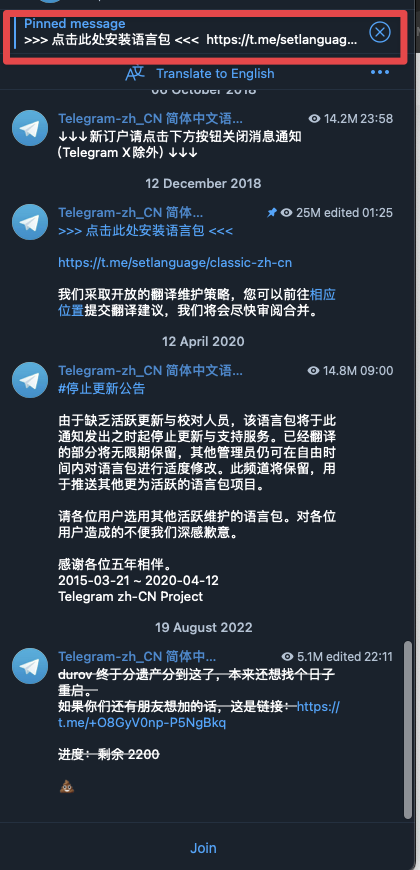 Pinned message
>>> 点击此处安装语言包 <<< https://t.me/setlanguag...
Translate to English
06 October 2018
Telegram-zh_CN 简体中文语... 14.2M 23:58
↓↓↓新订户请点击下方按钮关闭消息通知
(Telegram X除外) ↓↓↓
12 December 2018
Telegram-zh_CN 简体... 25M edited 01:25
>>> 点击此处安装语言包 <<<
https://t.me/setlanguage/classic-zh-cn
我们采取开放的翻译维护策略，您可以前往相应
位置提交翻译建议，我们将会尽快审阅合并。
12 April 2020
Telegram-zh_CN 简体中文语... 14.8M 09:00
#停止更新公告
由于缺乏活跃更新与校对人员，该语言包将于此
通知发出之时起停止更新与支持服务。已经翻译
的部分将无限期保留，其他管理员仍可在自由时
间内对语言包进行适度修改。此频道将保留，用
于推送其他更为活跃的语言包项目。
请各位用户选用其他活跃维护的语言包。对各位
用户造成的不便我们深感歉意。
感谢各位五年相伴。
2015-03-21 ~ 2020-04-12
Telegram zh-CN Project
19 August 2022
Telegram-zh_CN 简体中... 5.1M edited 22:11
durov 终于分遗产分到这了，本来还想找个日子
重启。
如果你们还有朋友想加的话，这是链接：https://
t.me/+O8GyV0np-P5NgBkq
进度：剩余 2200
💩
Join